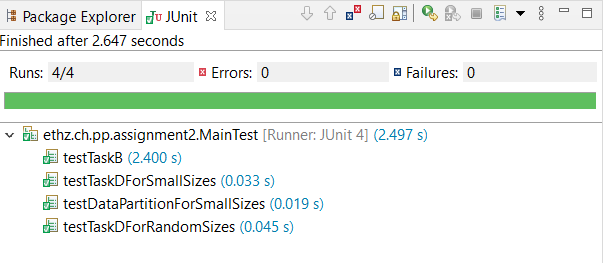 Package Explorer JUnit
Finished after 2.647 seconds
Runs: 4/4 Errors: 0 Failures: 0
ethz.ch.pp.assignment2.MainTest [Runner: JUnit 4] (2.497 s)
testTaskB (2.400 s)
testTaskDForSmallSizes (0.033 s)
testDataPartitionForSmallSizes (0.019 s)
testTaskDForRandomSizes (0.045 s)